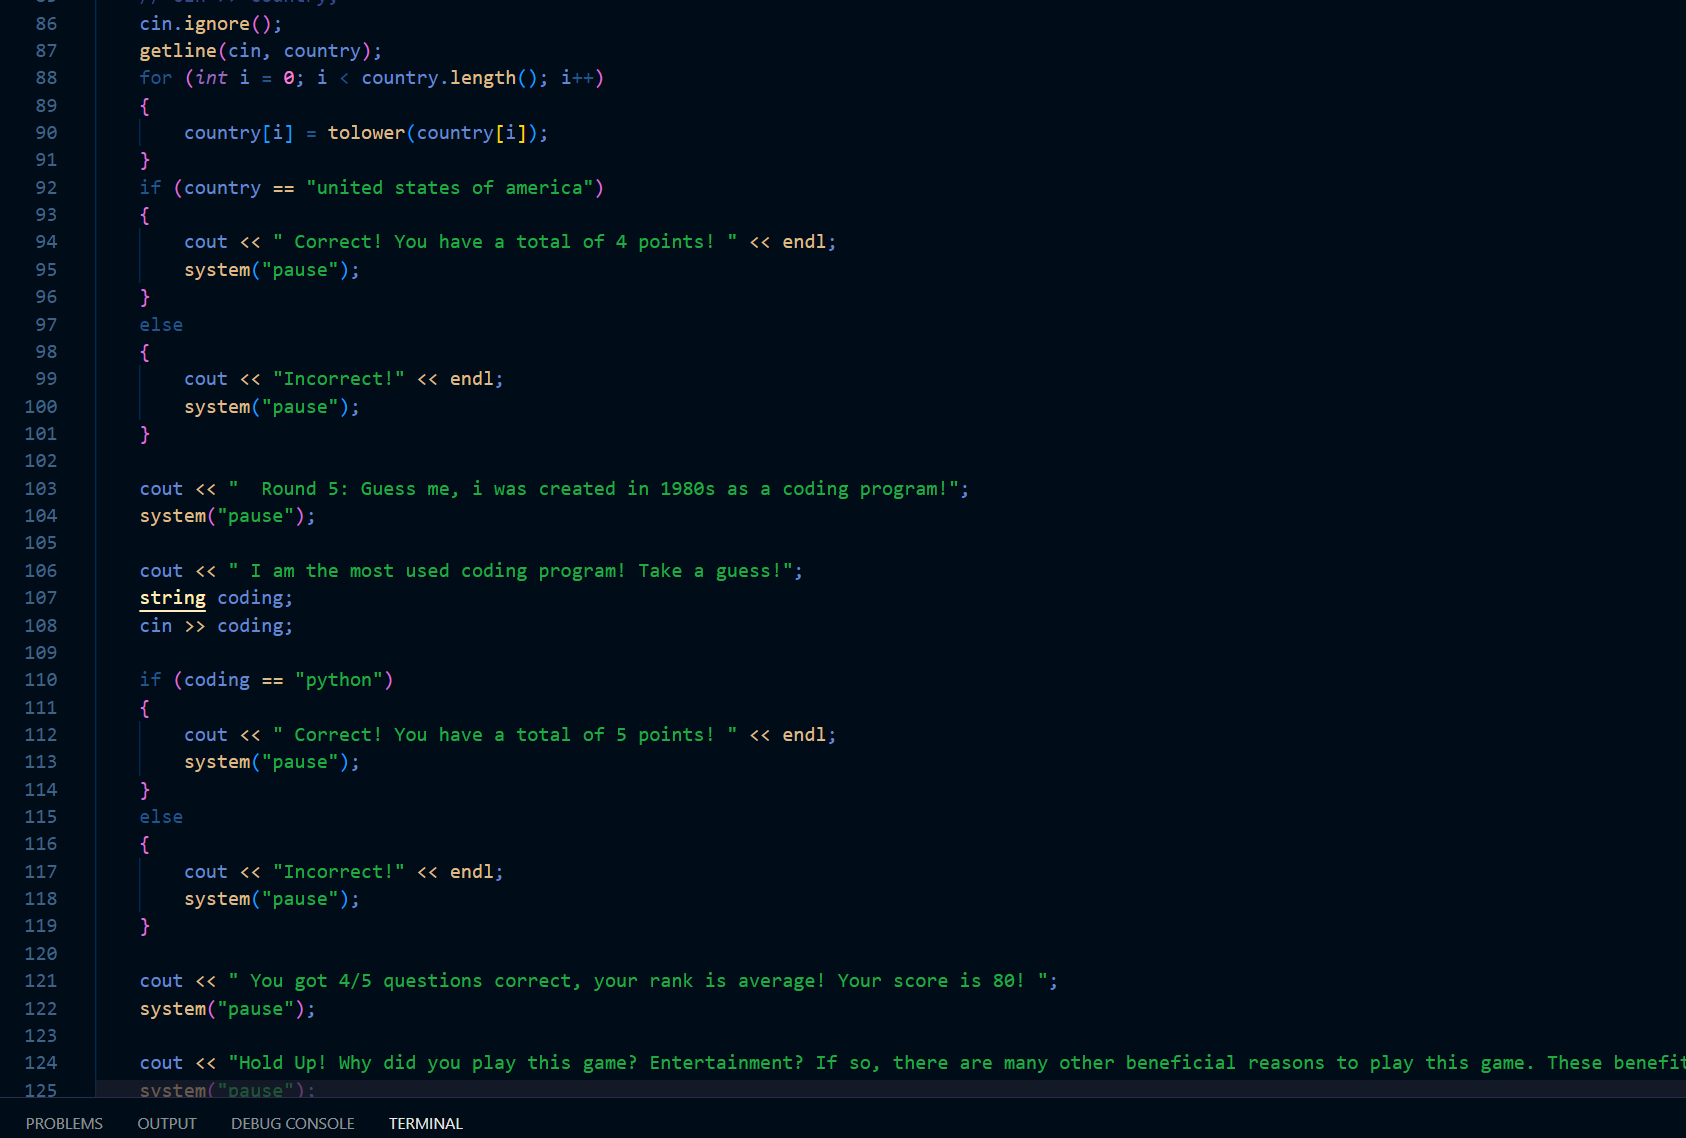 85 // cin >> country;
86 cin.ignore();
87 getline(cin, country);
88 for (int i = 0; i < country.length(); i++)
89 {
90 country[i] = tolower(country[i]);
91 }
92 if (country == "united states of america")
93 {
94 cout << " Correct! You have a total of 4 points! " << endl;
95 system("pause");
96 }
97 else
98 {
99 cout << "Incorrect!" << endl;
100 system("pause");
101 }
102
103 cout << "  Round 5: Guess me, i was created in 1980s as a coding program!";
104 system("pause");
105
106 cout << " I am the most used coding program! Take a guess!";
107 string coding;
108 cin >> coding;
109
110 if (coding == "python")
111 {
112 cout << " Correct! You have a total of 5 points! " << endl;
113 system("pause");
114 }
115 else
116 {
117 cout << "Incorrect!" << endl;
118 system("pause");
119 }
120
121 cout << " You got 4/5 questions correct, your rank is average! Your score is 80! ";
122 system("pause");
123
124 cout << "Hold Up! Why did you play this game? Entertainment? If so, there are many other beneficial reasons to play this game. These benefit
125 system("pause");
PROBLEMS OUTPUT DEBUG CONSOLE TERMINAL